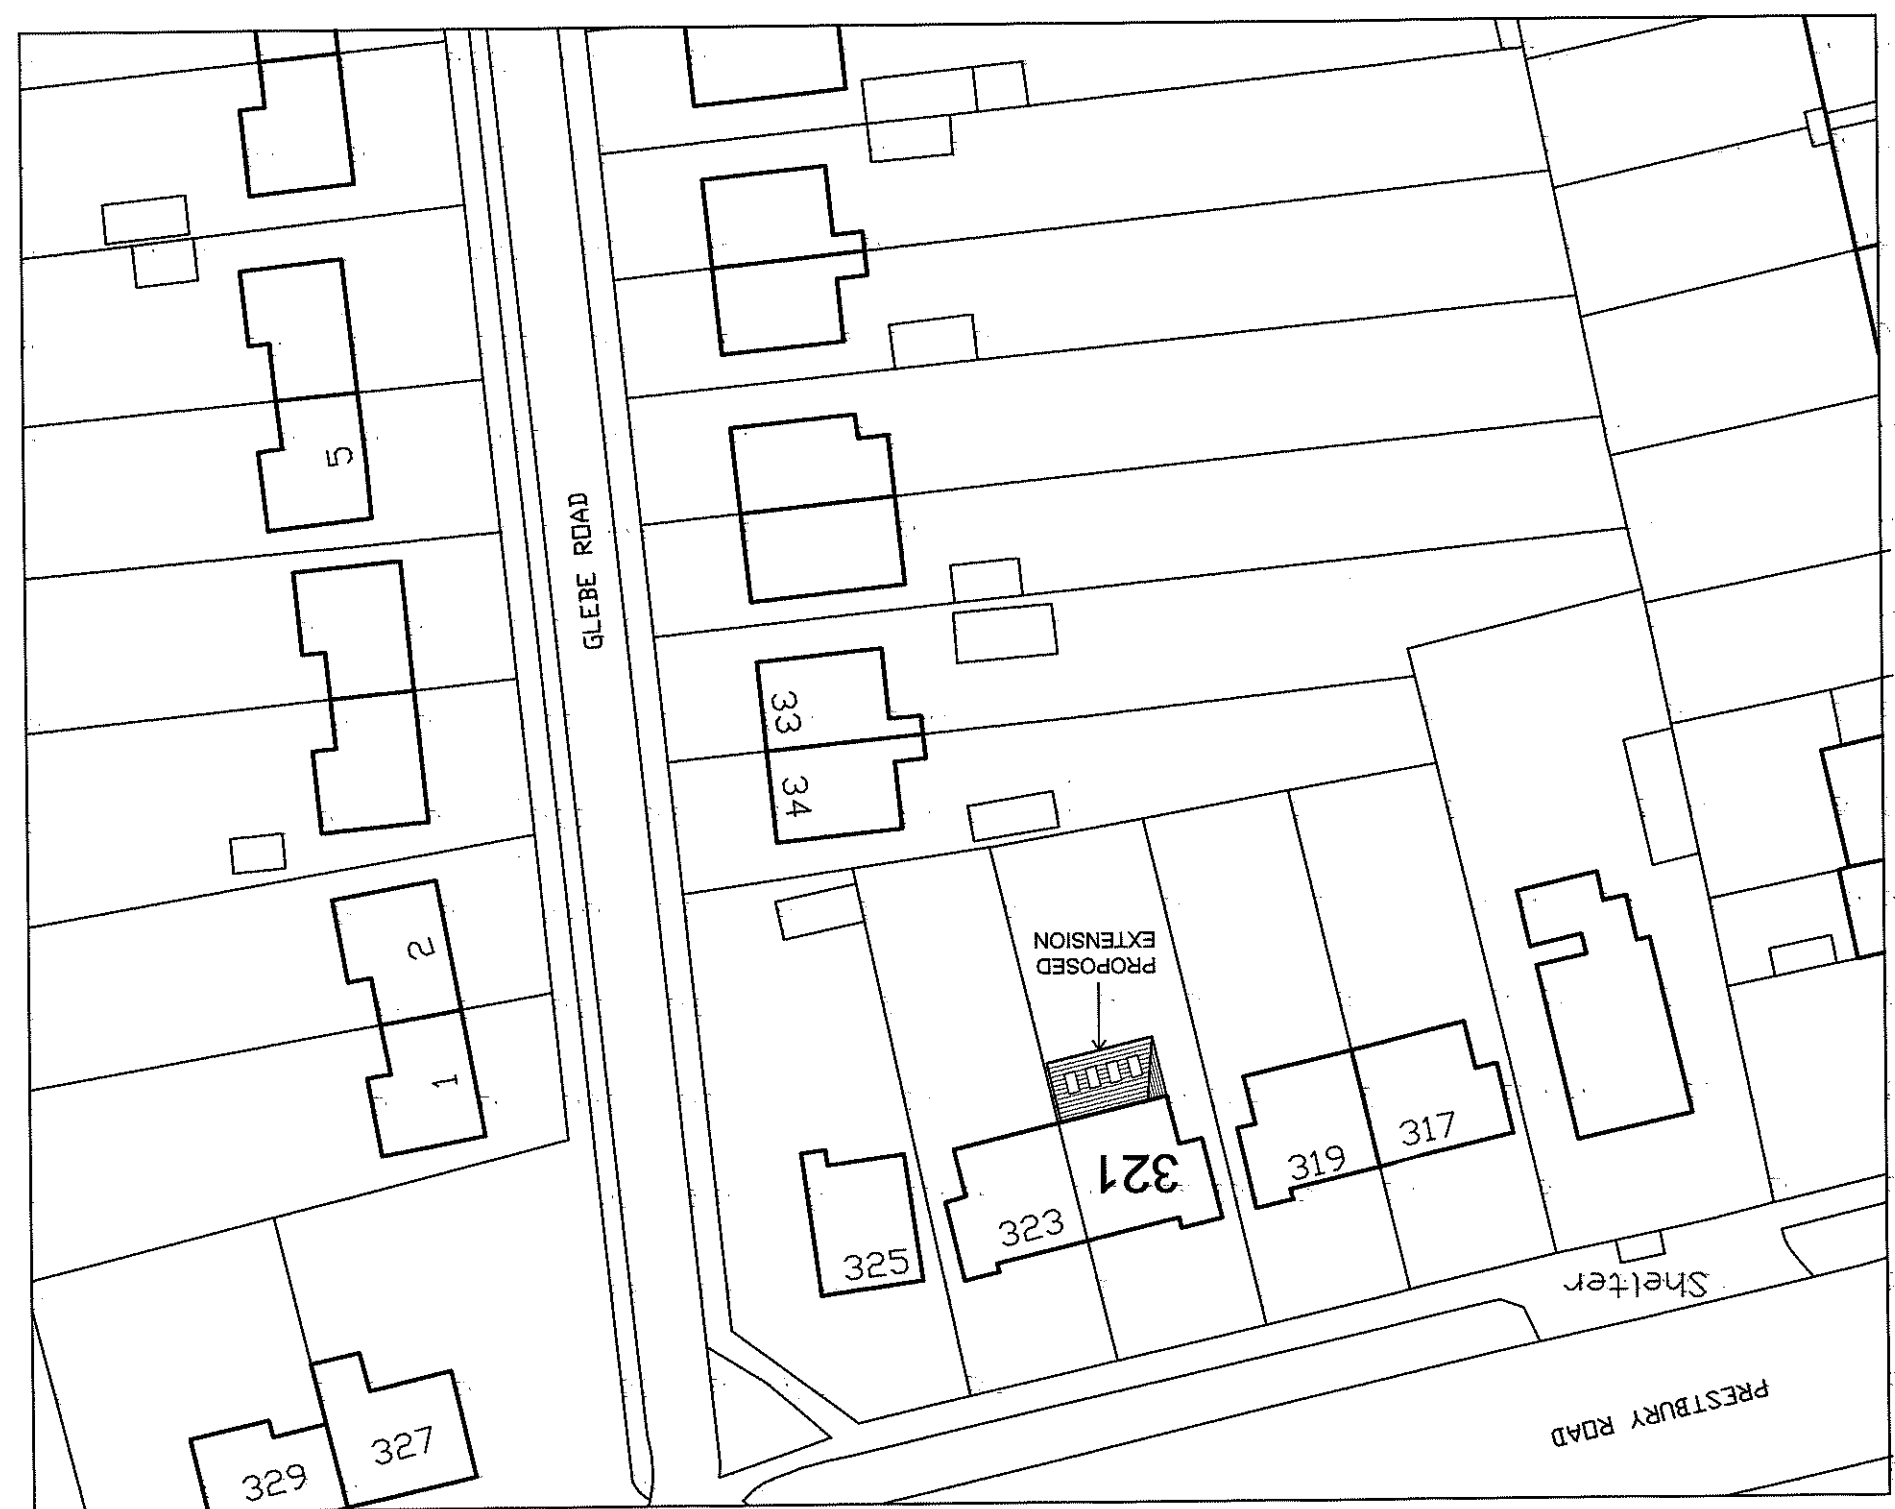 5
GLEBE ROAD
33
34
2
1
PROPOSED
EXTENSION
321
323
325
319
317
Shelter
PRESTBURY ROAD
327
329